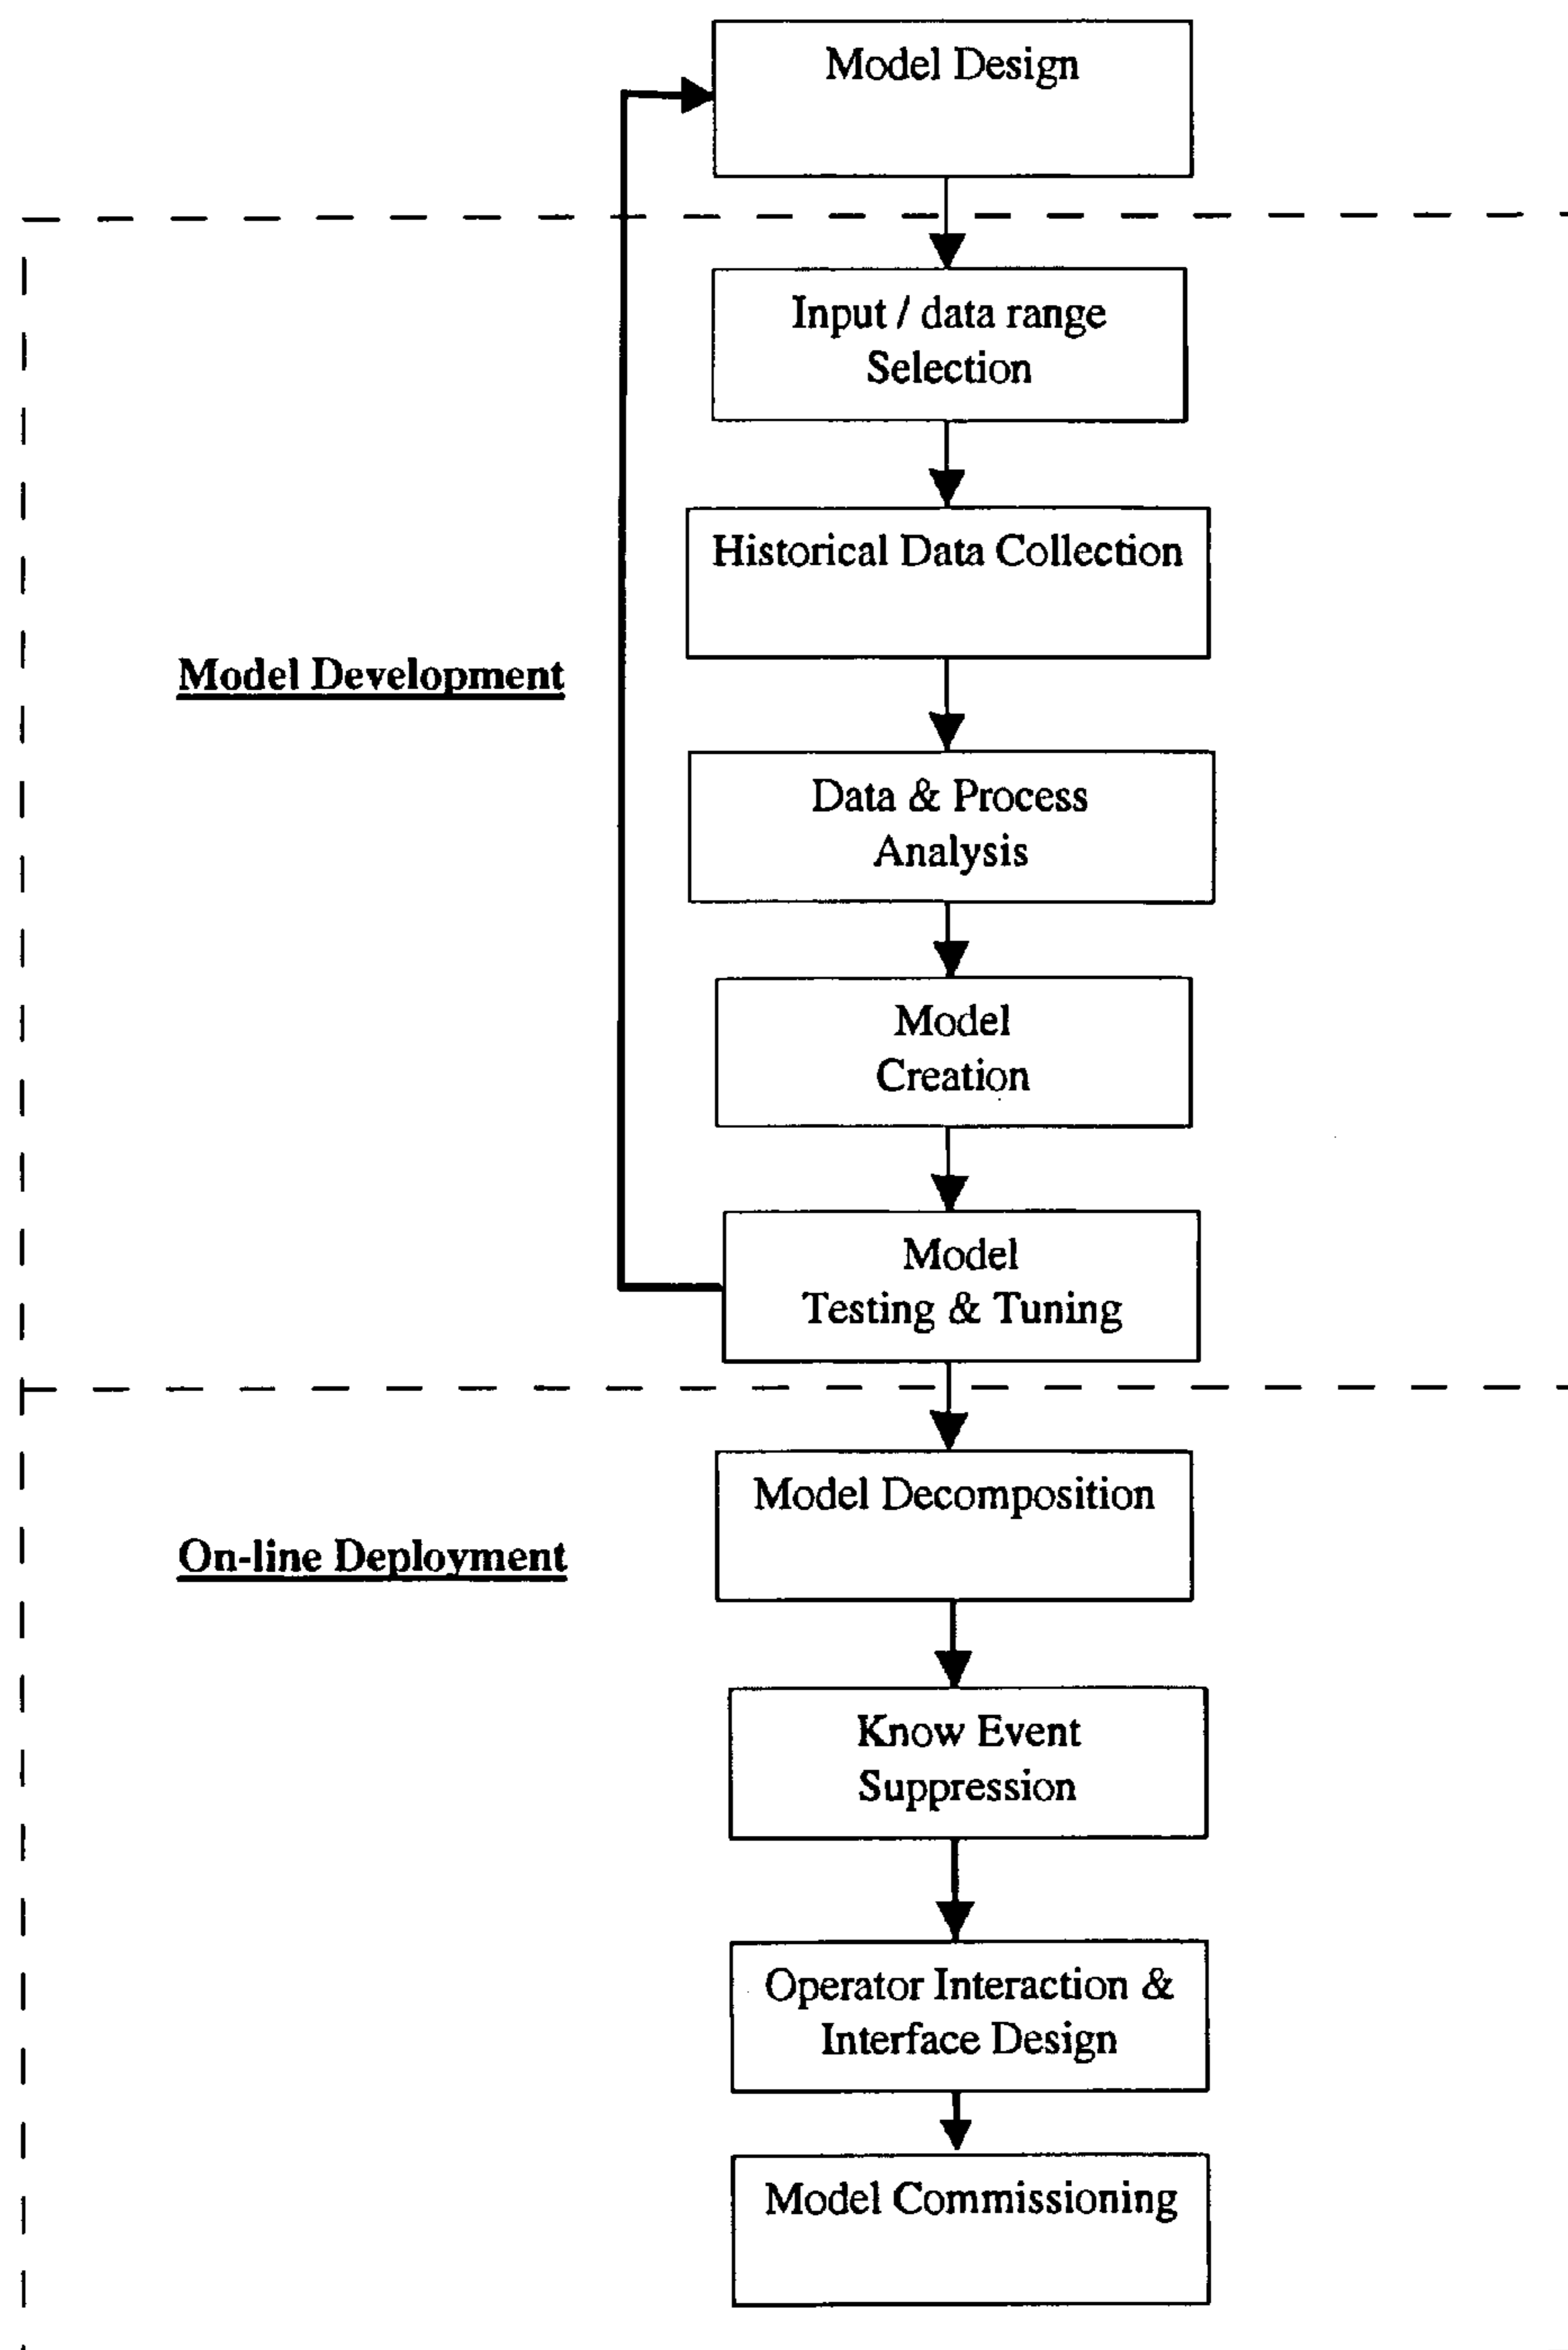 Model Design
Input / data range
Selection
Historical Data Collection
Model Development
Data & Process
Analysis
Model
Creation
Model
Testing & Tuning
Model Decomposition
On-line Deployment
Know Event
Suppression
Operator Interaction &
Interface Design
Model Commissioning